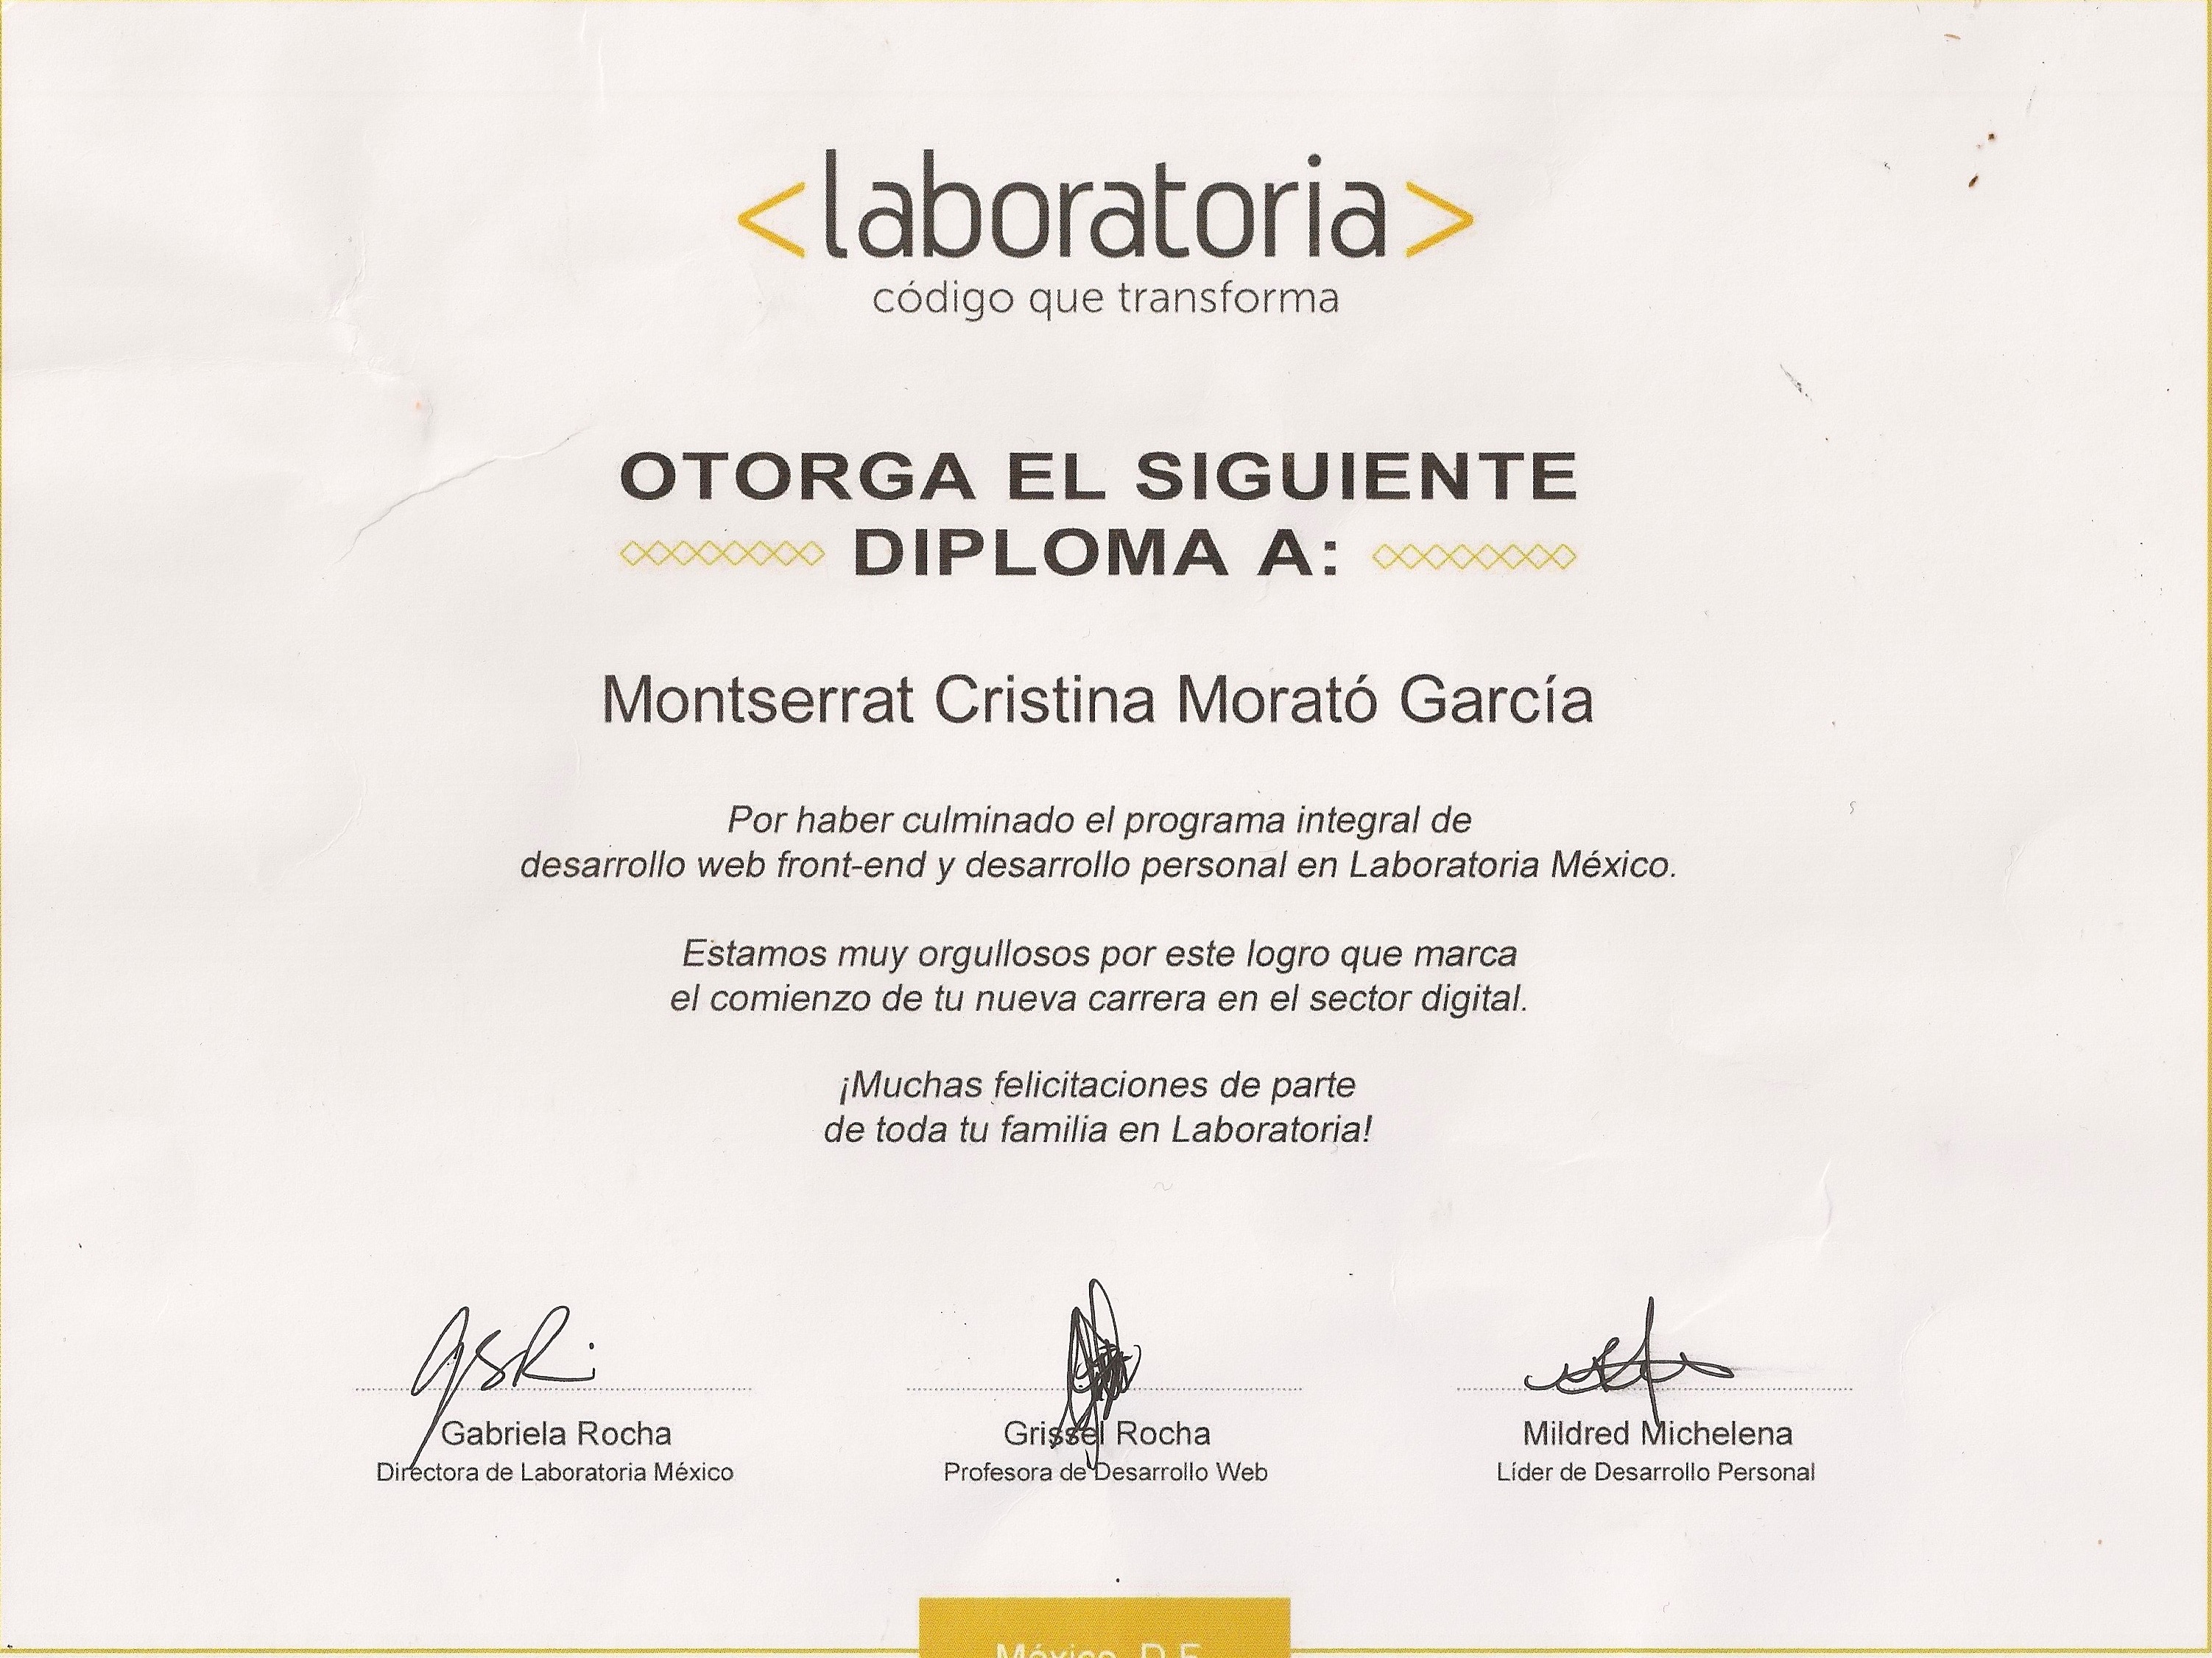 <laboratoria>
código que transforma
OTORGA EL SIGUIENTE
DIPLOMA A:
Montserrat Cristina Morató García
Por haber culminado el programa integral de
desarrollo web front-end y desarrollo personal en Laboratoria México.
Estamos muy orgullosos por este logro que marca
el comienzo de tu nueva carrera en el sector digital.
¡Muchas felicitaciones de parte
de toda tu familia en Laboratoria!
Gabriela Rocha
Directora de Laboratoria México
Grissel Rocha
Profesora de Desarrollo Web
Mildred Michelena
Líder de Desarrollo Personal
México, D.F.